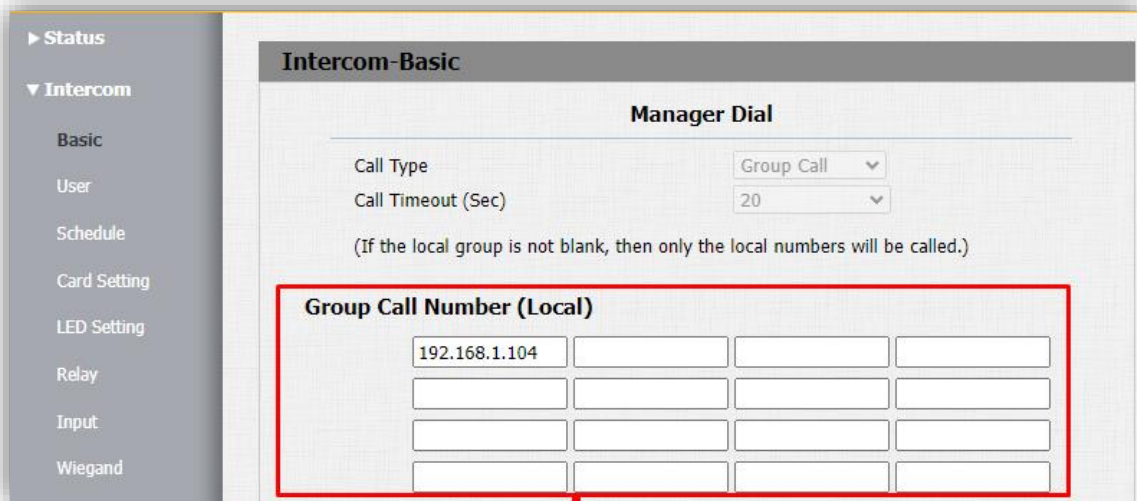 Status
Intercom
Basic
User
Schedule
Card Setting
LED Setting
Relay
Input
Wiegand
Intercom-Basic
Manager Dial
Call Type Group Call
Call Timeout (Sec) 20
(If the local group is not blank, then only the local numbers will be called.)
Group Call Number (Local)
192.168.1.104